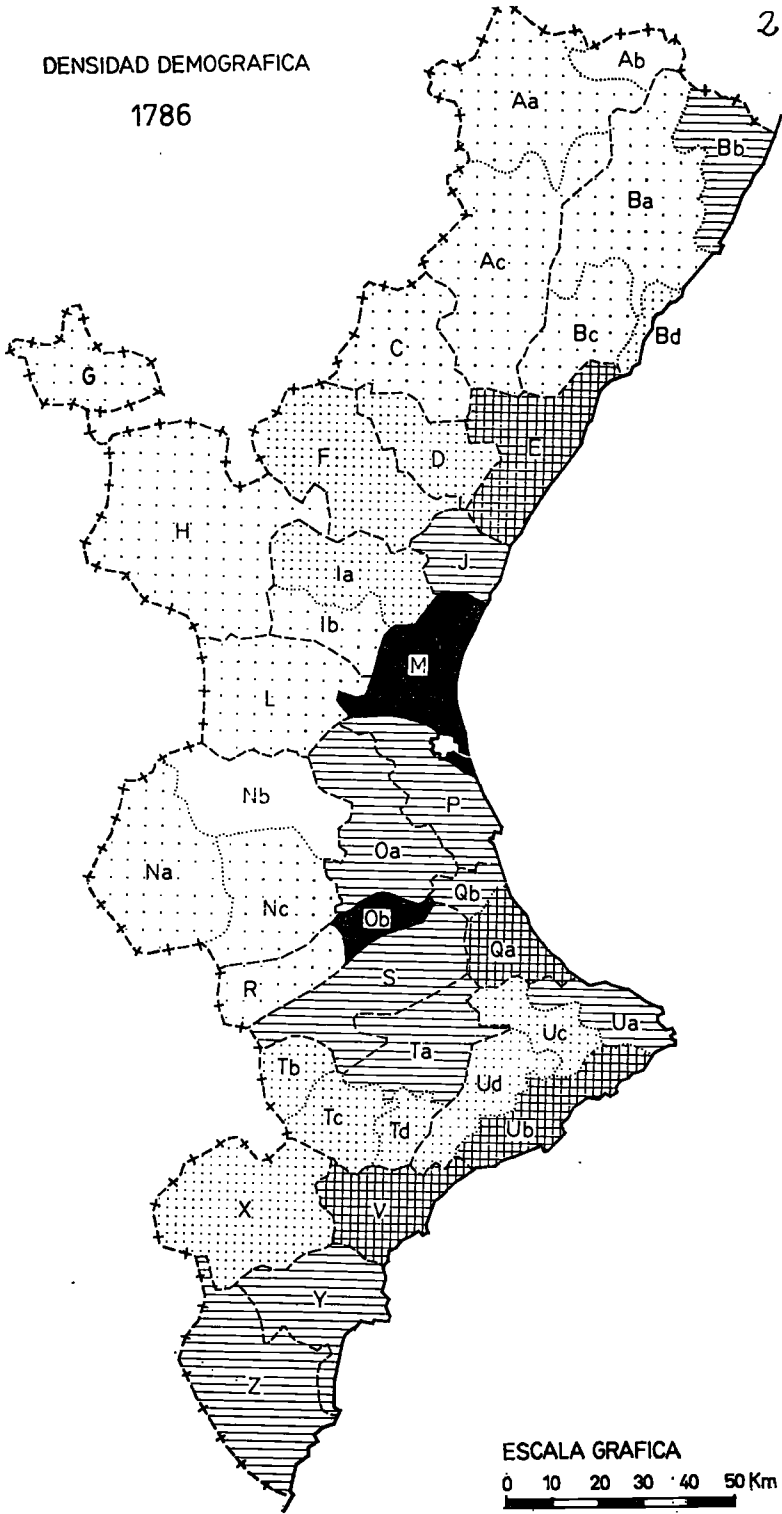 2
DENSIDAD DEMOGRAFICA
1786
Ab
Aa
Bb
Ba
Ac
Bc
Bd
C
G
E
F
D
H
J
Ia
Ib
M
L
Nb
P
Oa
Na
Qb
Nc
Ob
Qa
S
R
Ua
Uc
Ta
Tb
Ud
Tc
Td
Ub
X
V
Y
Z
ESCALA GRAFICA
0 10 20 30 40 50 Km